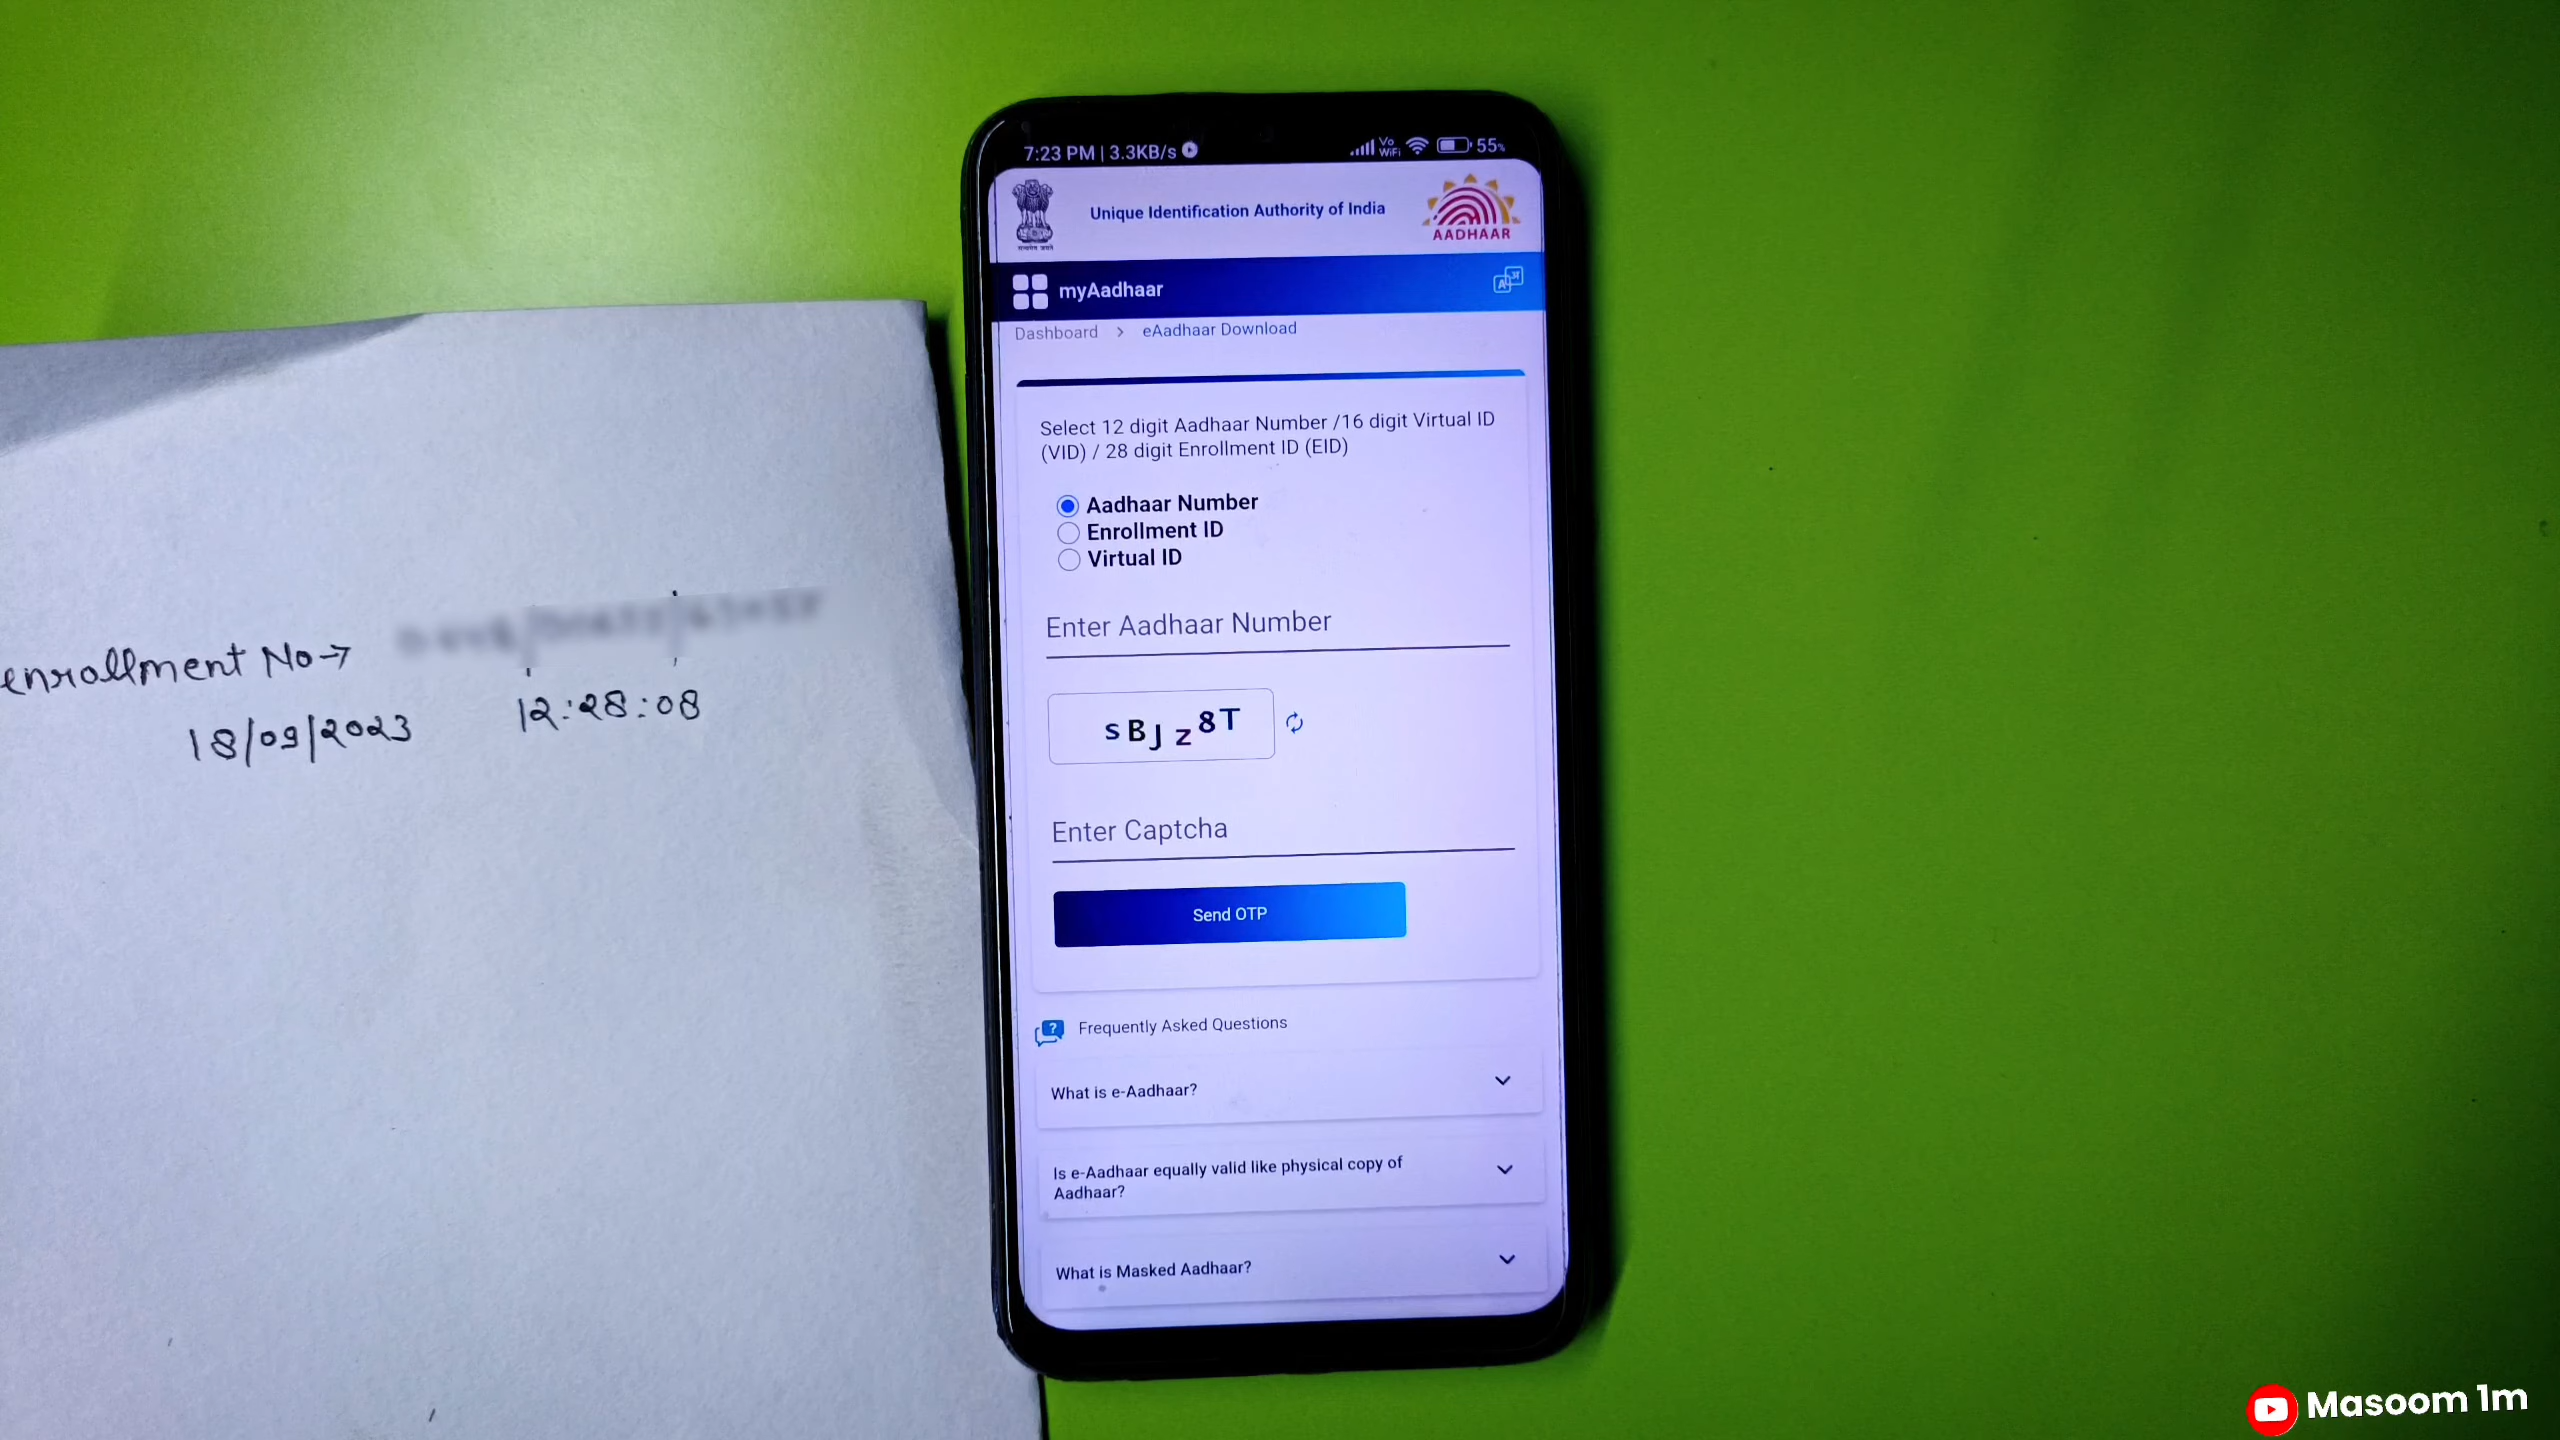 enrollment No→
18/09/2023 12:28:08
7:23 PM | 3.3KB/s
Vo WiFi 55%
Unique Identification Authority of India
AADHAAR
myAadhaar
Dashboard > eAadhaar Download
Select 12 digit Aadhaar Number /16 digit Virtual ID
(VID) / 28 digit Enrollment ID (EID)
Aadhaar Number
Enrollment ID
Virtual ID
Enter Aadhaar Number
sBJz8T
Enter Captcha
Send OTP
Frequently Asked Questions
What is e-Aadhaar?
Is e-Aadhaar equally valid like physical copy of
Aadhaar?
What is Masked Aadhaar?
Masoom 1m